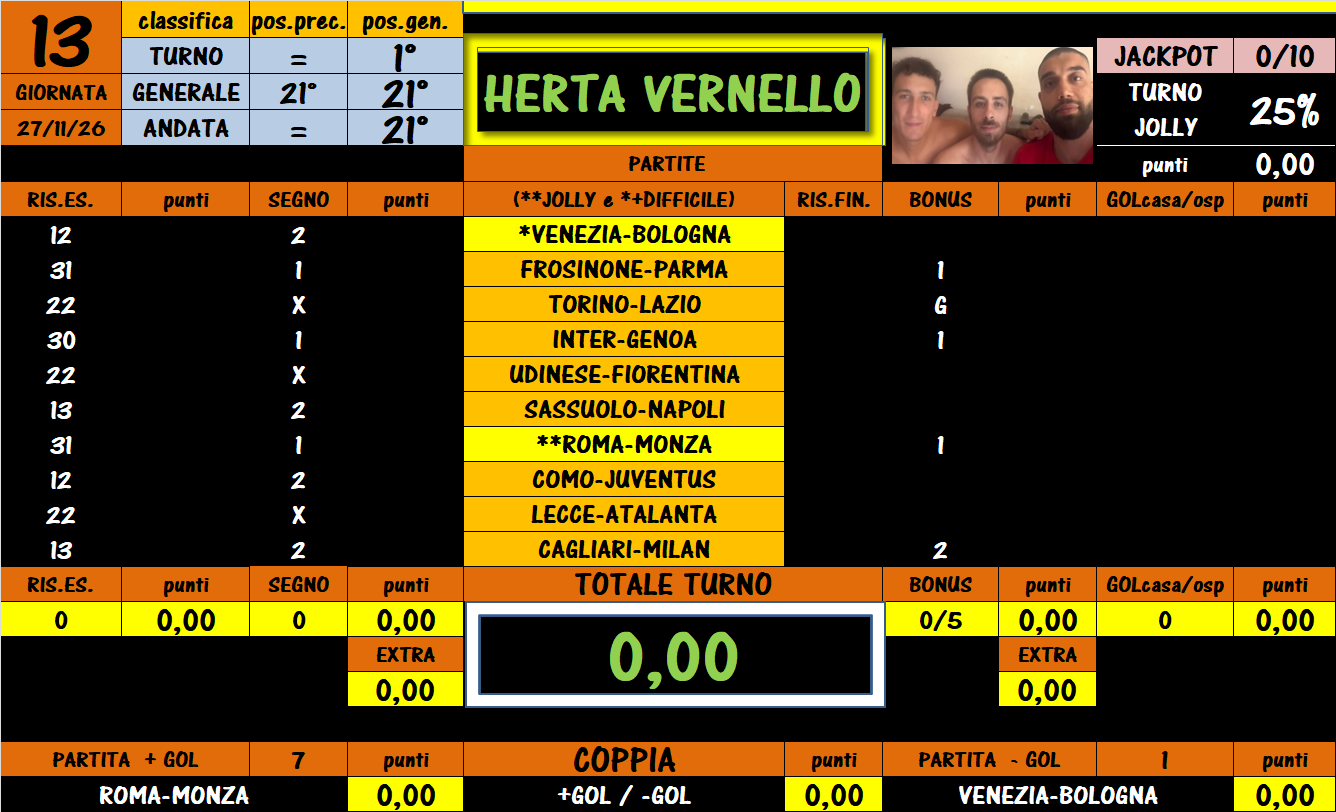 13 classifica pos.prec. pos.gen.
TURNO = 1°
GIORNATA GENERALE 21° 21°
27/11/26 ANDATA = 21°
HERTA VERNELLO
JACKPOT 0/10
TURNO JOLLY 25%
PARTITE punti 0,00
RIS.ES. punti SEGNO punti (**JOLLY e *+DIFFICILE) RIS.FIN. BONUS punti GOLcasa/osp punti
12 2 *VENEZIA-BOLOGNA
31 1 FROSINONE-PARMA 1
22 X TORINO-LAZIO G
30 1 INTER-GENOA 1
22 X UDINESE-FIORENTINA
13 2 SASSUOLO-NAPOLI
31 1 **ROMA-MONZA 1
12 2 COMO-JUVENTUS
22 X LECCE-ATALANTA
13 2 CAGLIARI-MILAN 2
RIS.ES. punti SEGNO punti TOTALE TURNO BONUS punti GOLcasa/osp punti
0 0,00 0 0,00 0,00 0/5 0,00 0 0,00
EXTRA EXTRA
0,00 0,00
PARTITA + GOL 7 punti COPPIA punti PARTITA - GOL 1 punti
ROMA-MONZA 0,00 +GOL / -GOL 0,00 VENEZIA-BOLOGNA 0,00